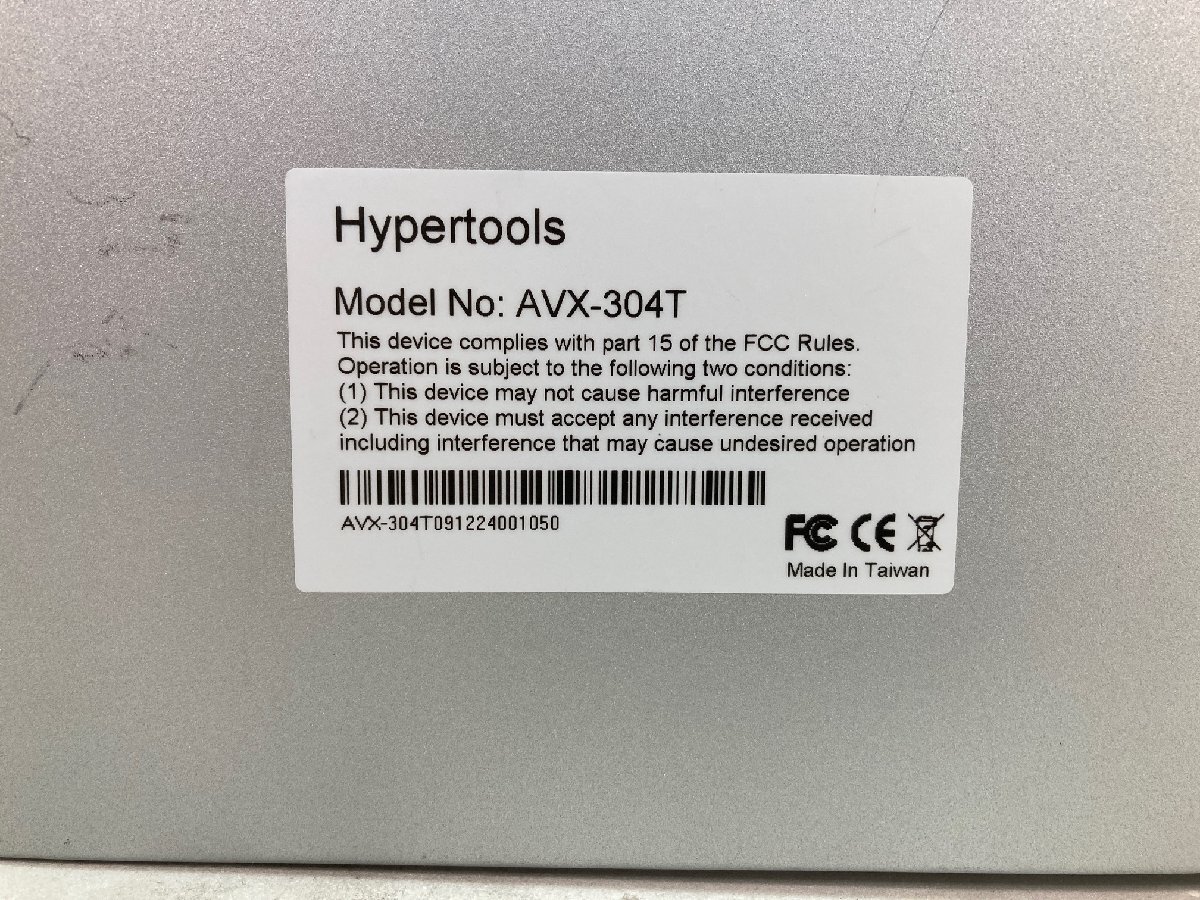 Hypertools
Model No: AVX-304T
This device complies with part 15 of the FCC Rules.
Operation is subject to the following two conditions:
(1) This device may not cause harmful interference
(2) This device must accept any interference received
including interference that may cause undesired operation
AVX-304T091224001050
FC CE
Made In Taiwan